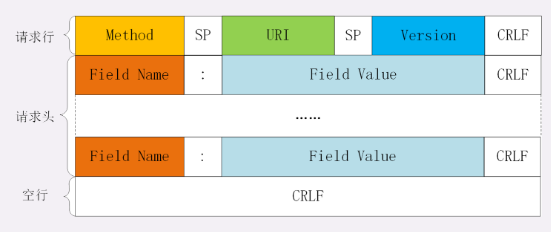 请求行 Method SP URI SP Version CRLF
Field Name : Field Value CRLF
请求头 ......
Field Name : Field Value CRLF
空行 CRLF